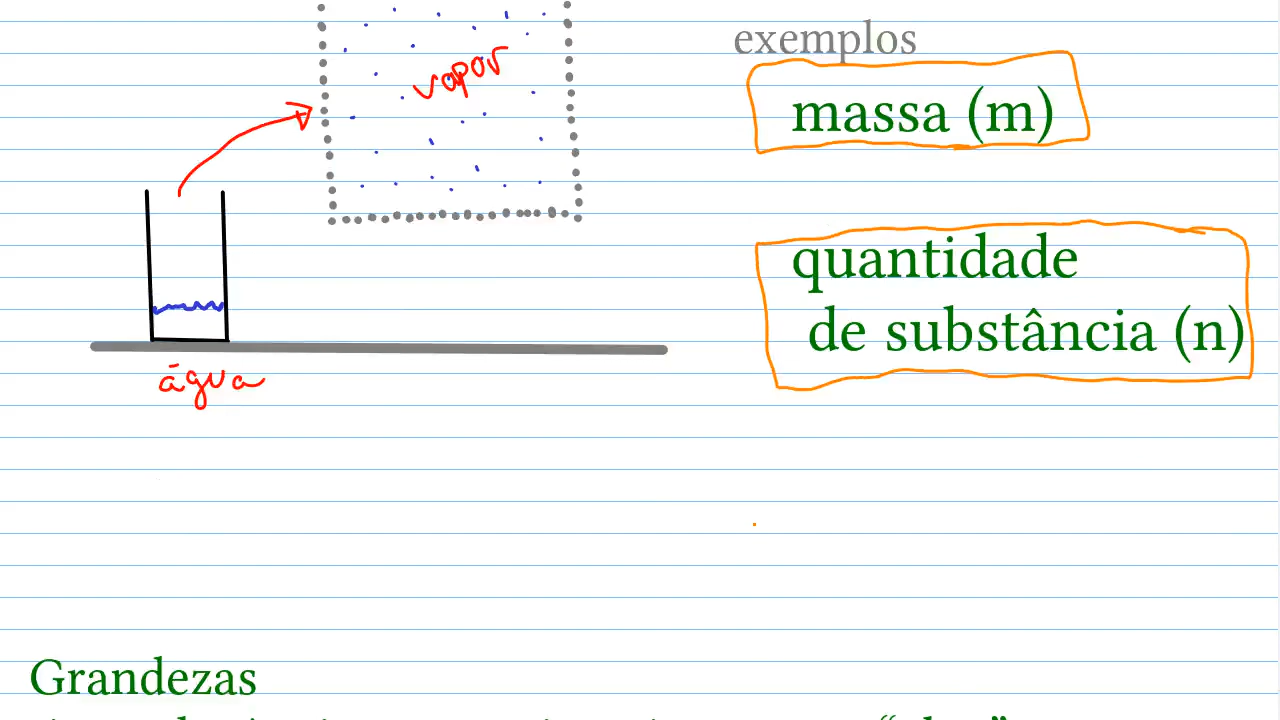 exemplos
vapor
massa (m)
quantidade
de substância (n)
água
Grandezas